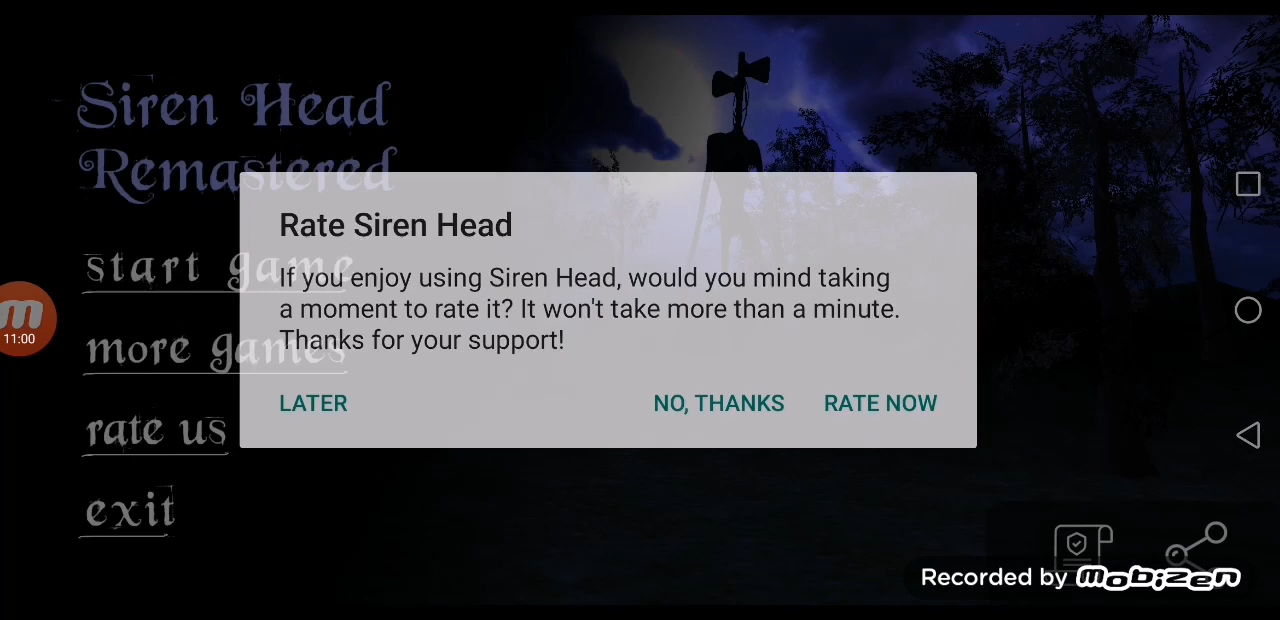 Siren Head
Remastered
start game
more games
rate us
exit
Rate Siren Head
If you enjoy using Siren Head, would you mind taking
a moment to rate it? It won't take more than a minute.
Thanks for your support!
LATER NO, THANKS RATE NOW
m
11:00
Recorded by mobizen